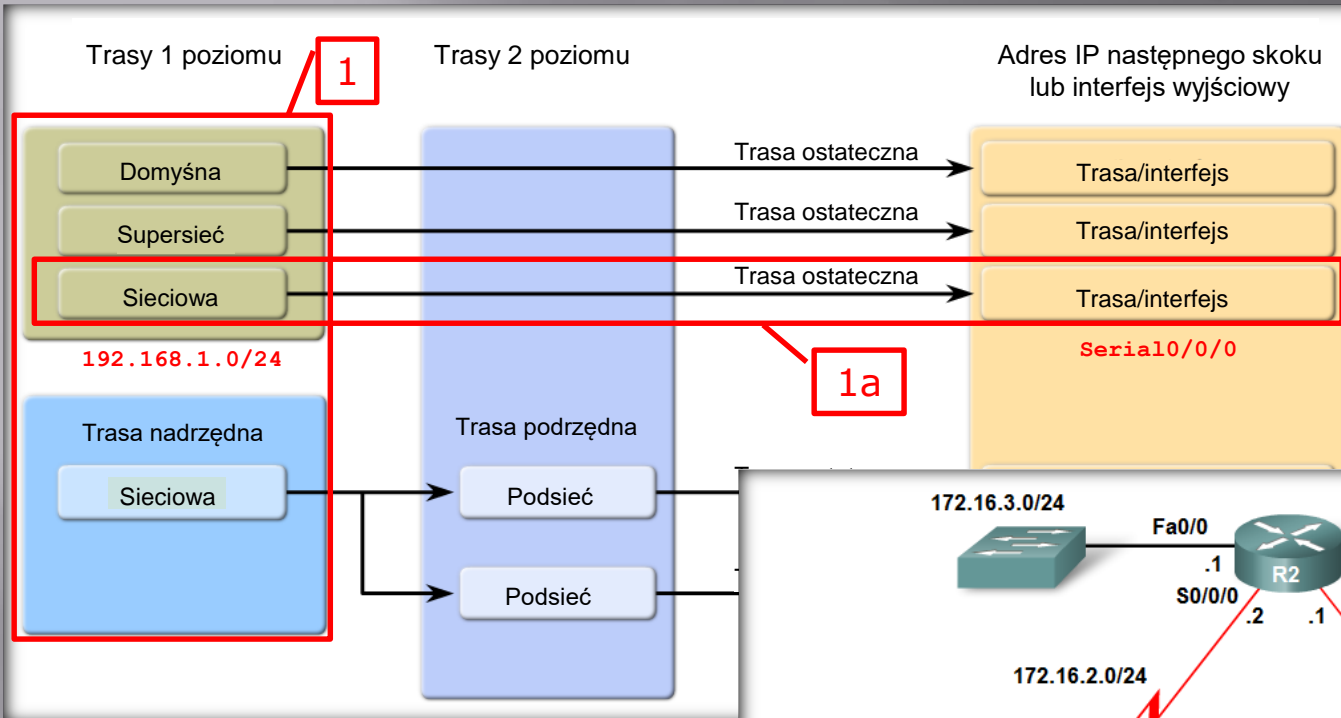 Trasy 1 poziomu
1
Trasy 2 poziomu
Adres IP następnego skoku
lub interfejs wyjściowy
Domyśna
Trasa ostateczna
Trasa/interfejs
Supersieć
Trasa ostateczna
Trasa/interfejs
Sieciowa
Trasa ostateczna
Trasa/interfejs
192.168.1.0/24
Serial0/0/0
1a
Trasa nadrzędna
Trasa podrzędna
Sieciowa
Podsieć
Podsieć
172.16.3.0/24
Fa0/0
.1
R2
S0/0/0
.2
.1
172.16.2.0/24